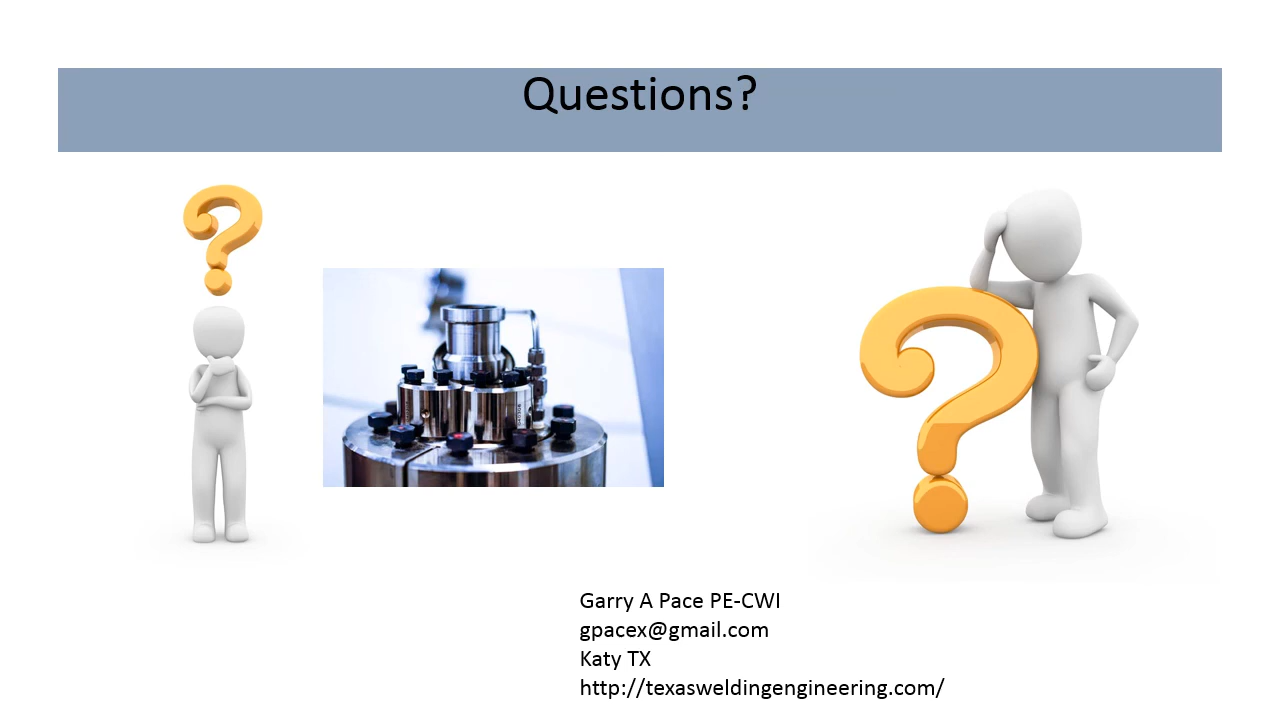 Questions?
Garry A Pace PE-CWI
gpacex@gmail.com
Katy TX
http://texasweldingengineering.com/